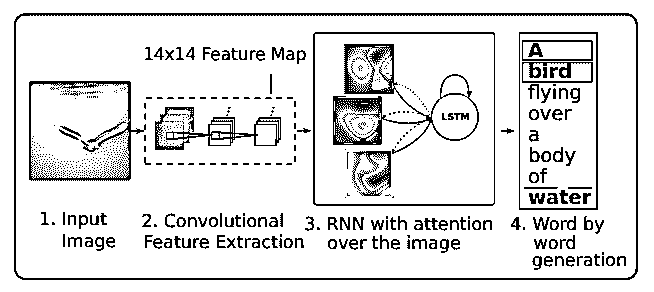 14x14 Feature Map
LSTM
A
bird
flying
over
a
body
of
water
1. Input
Image
2. Convolutional
Feature Extraction
3. RNN with attention
over the image
4. Word by
word
generation